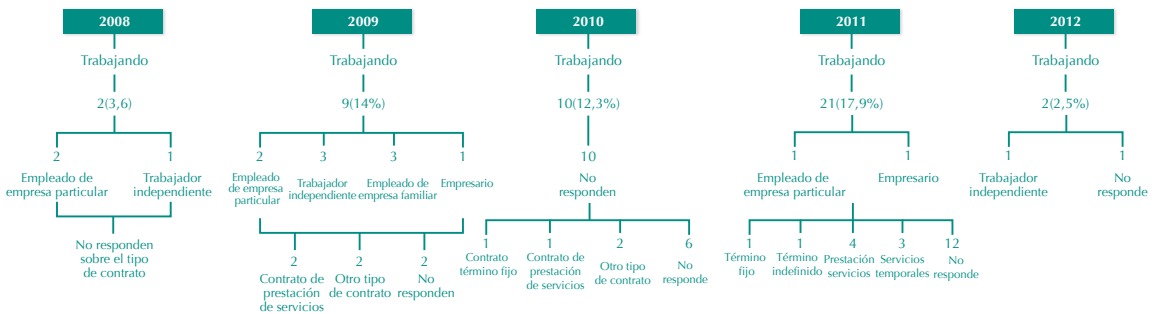 2008
Trabajando
2(3,6)
2
Empleado de
empresa particular
1
Trabajador
independiente
No responden
sobre el tipo
de contrato
2009
Trabajando
9(14%)
2
Empleado
de empresa
particular
3
Trabajador
independiente
3
Empleado de
empresa familiar
1
Empresario
2
Contrato de
prestación
de servicios
2
Otro tipo
de contrato
2
No
responden
2010
Trabajando
10(12,3%)
10
No
responden
1
Contrato
término fijo
1
Contrato de
prestación
de servicios
2
Otro tipo
de contrato
6
No
responde
2011
Trabajando
21(17,9%)
1
Empleado de
empresa particular
1
Empresario
1
Término
fijo
1
Término
indefinido
4
Prestación
servicios
3
Servicios
temporales
12
No
responde
2012
Trabajando
2(2,5%)
1
Trabajador
independiente
1
No
responde